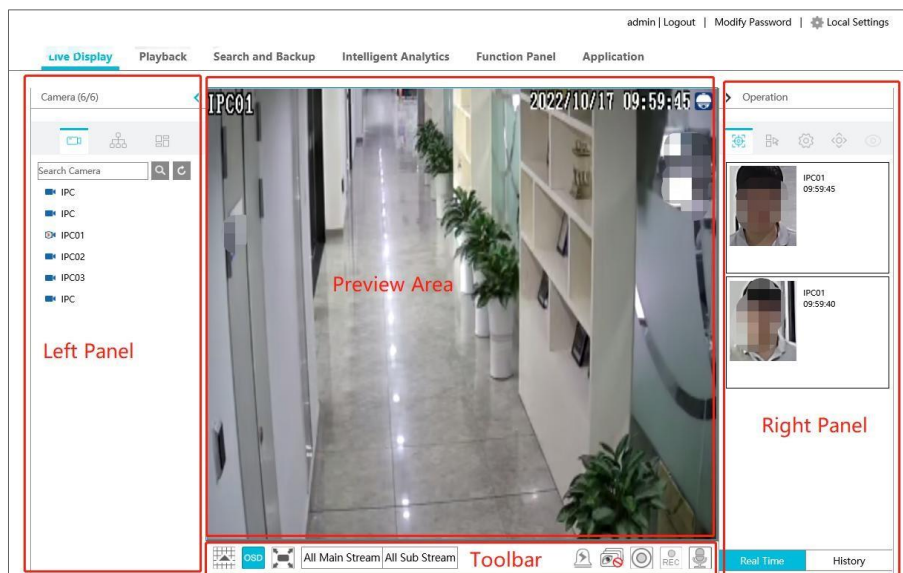 admin | Logout | Modify Password | Local Settings
Live Display Playback Search and Backup Intelligent Analytics Function Panel Application
Camera (6/6)
Search Camera
IPC
IPC
IPC01
IPC02
IPC03
IPC
Left Panel
IPC01 2022/10/17 09:59:45
Preview Area
OSD All Main Stream All Sub Stream Toolbar REC
Operation
IPC01
09:59:45
IPC01
09:59:40
Right Panel
Real Time History